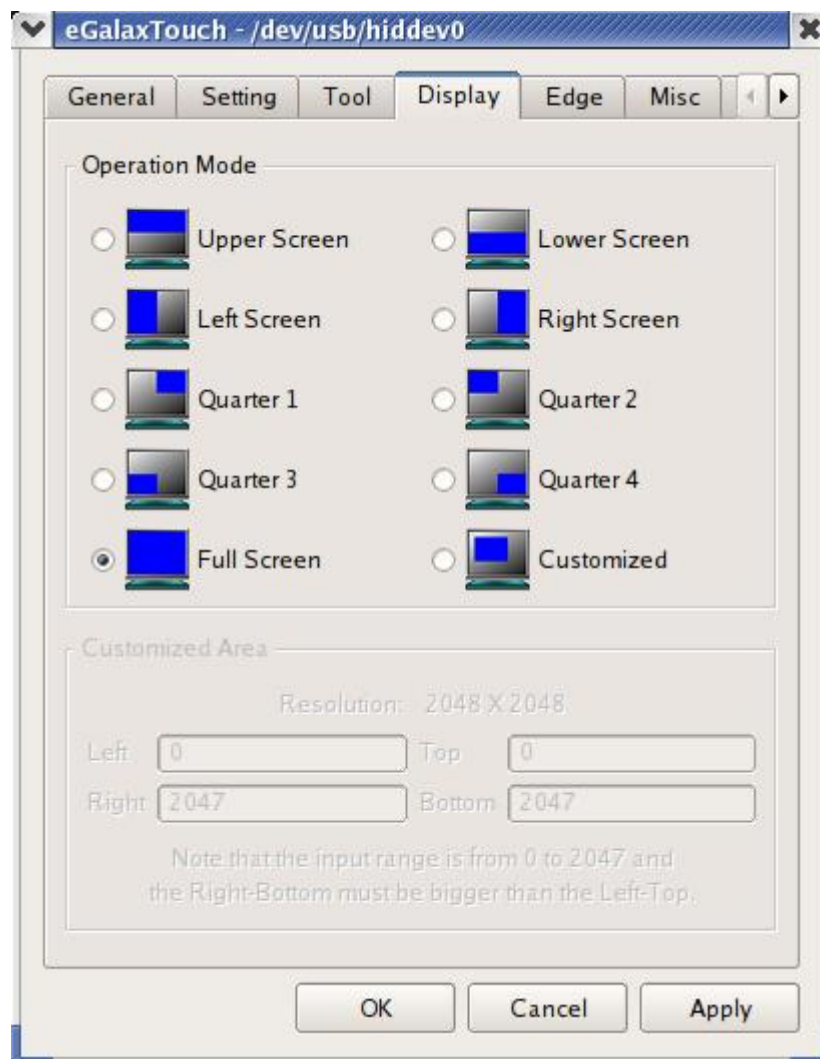 eGalaxTouch - /dev/usb/hiddev0
General Setting Tool Display Edge Misc
Operation Mode
Upper Screen Lower Screen
Left Screen Right Screen
Quarter 1 Quarter 2
Quarter 3 Quarter 4
Full Screen Customized
Customized Area
Resolution: 2048 X 2048
Left 0 Top 0
Right 2047 Bottom 2047
Note that the input range is from 0 to 2047 and
the Right-Bottom must be bigger than the Left-Top.
OK Cancel Apply